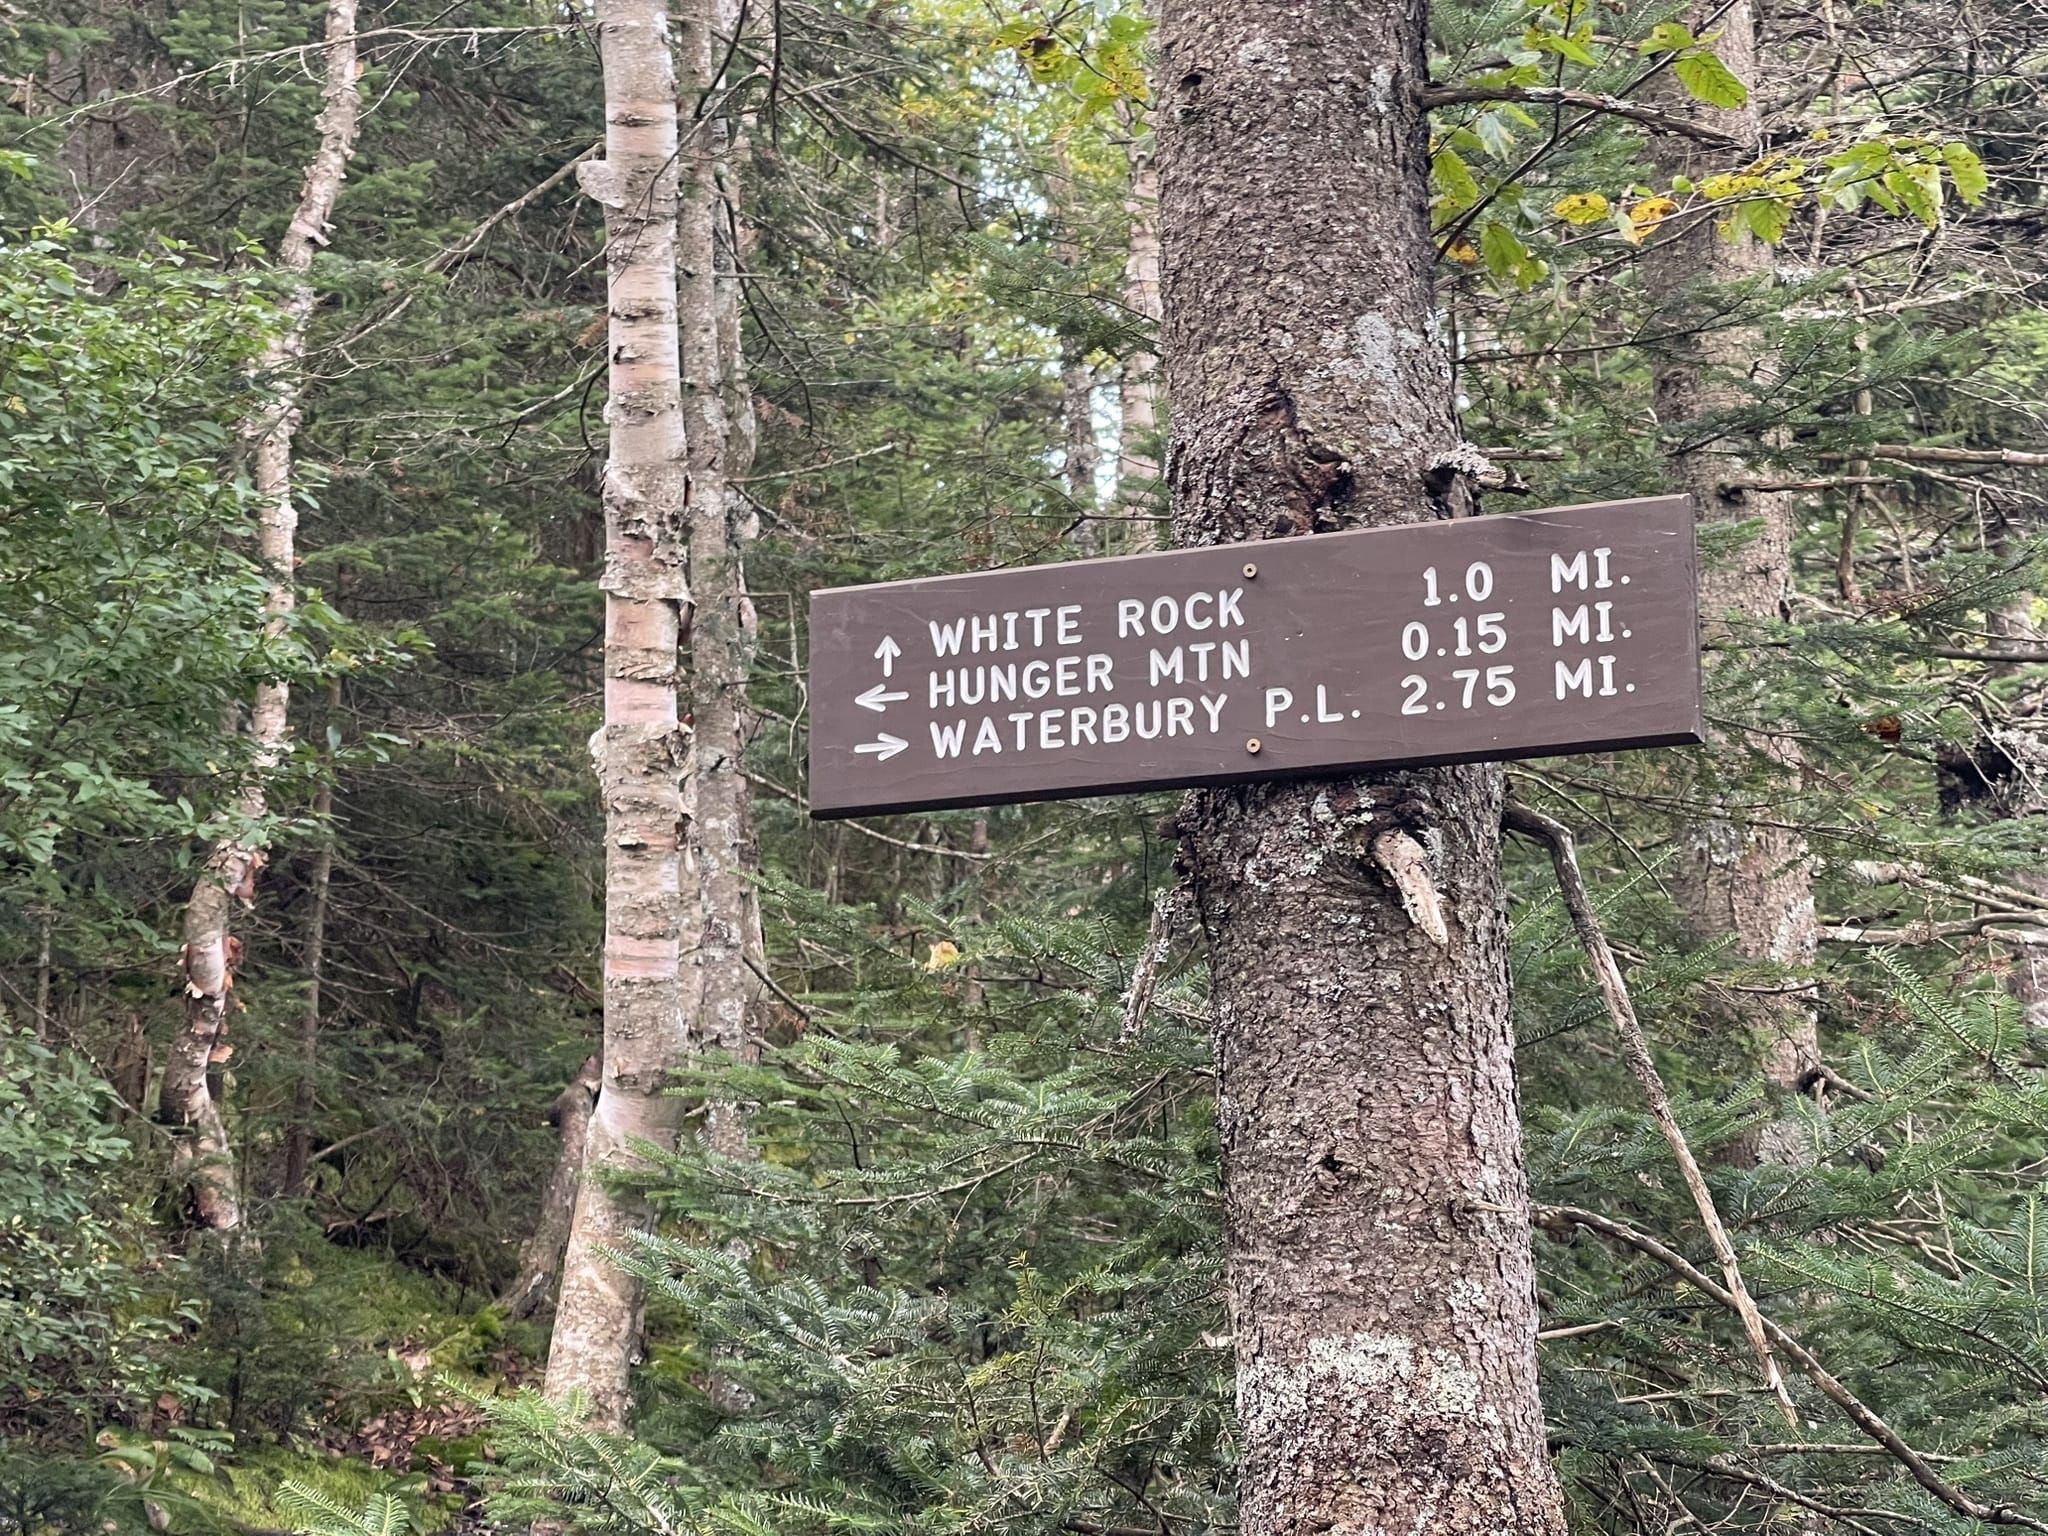 ↑ WHITE ROCK 1.0 MI.
← HUNGER MTN 0.15 MI.
→ WATERBURY P.L. 2.75 MI.